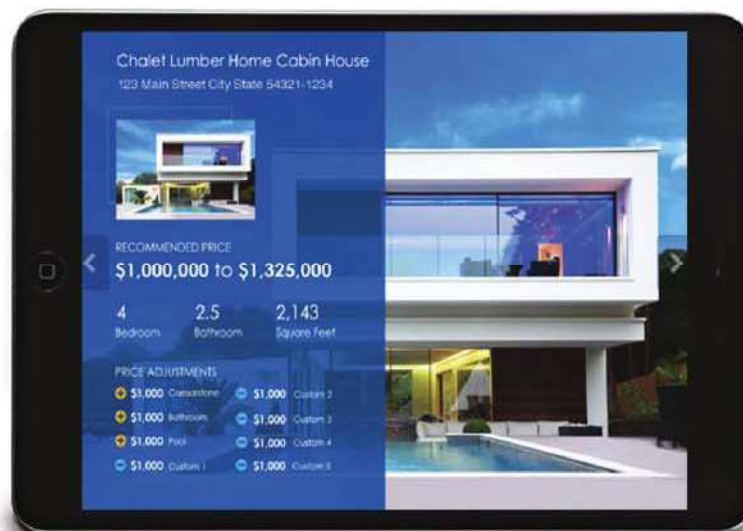 Chalet Lumber Home Cabin House
123 Main Street City State 54321-1234
RECOMMENDED PRICE
$1,000,000 to $1,325,000
4 2.5 2,143
Bedroom Bathroom Square Feet
PRICE ADJUSTMENTS
$1,000 Caesarstone $1,000 Custom 2
$1,000 Bathroom $1,000 Custom 3
$1,000 Pool $1,000 Custom 4
$1,000 Custom 1 $1,000 Custom 5